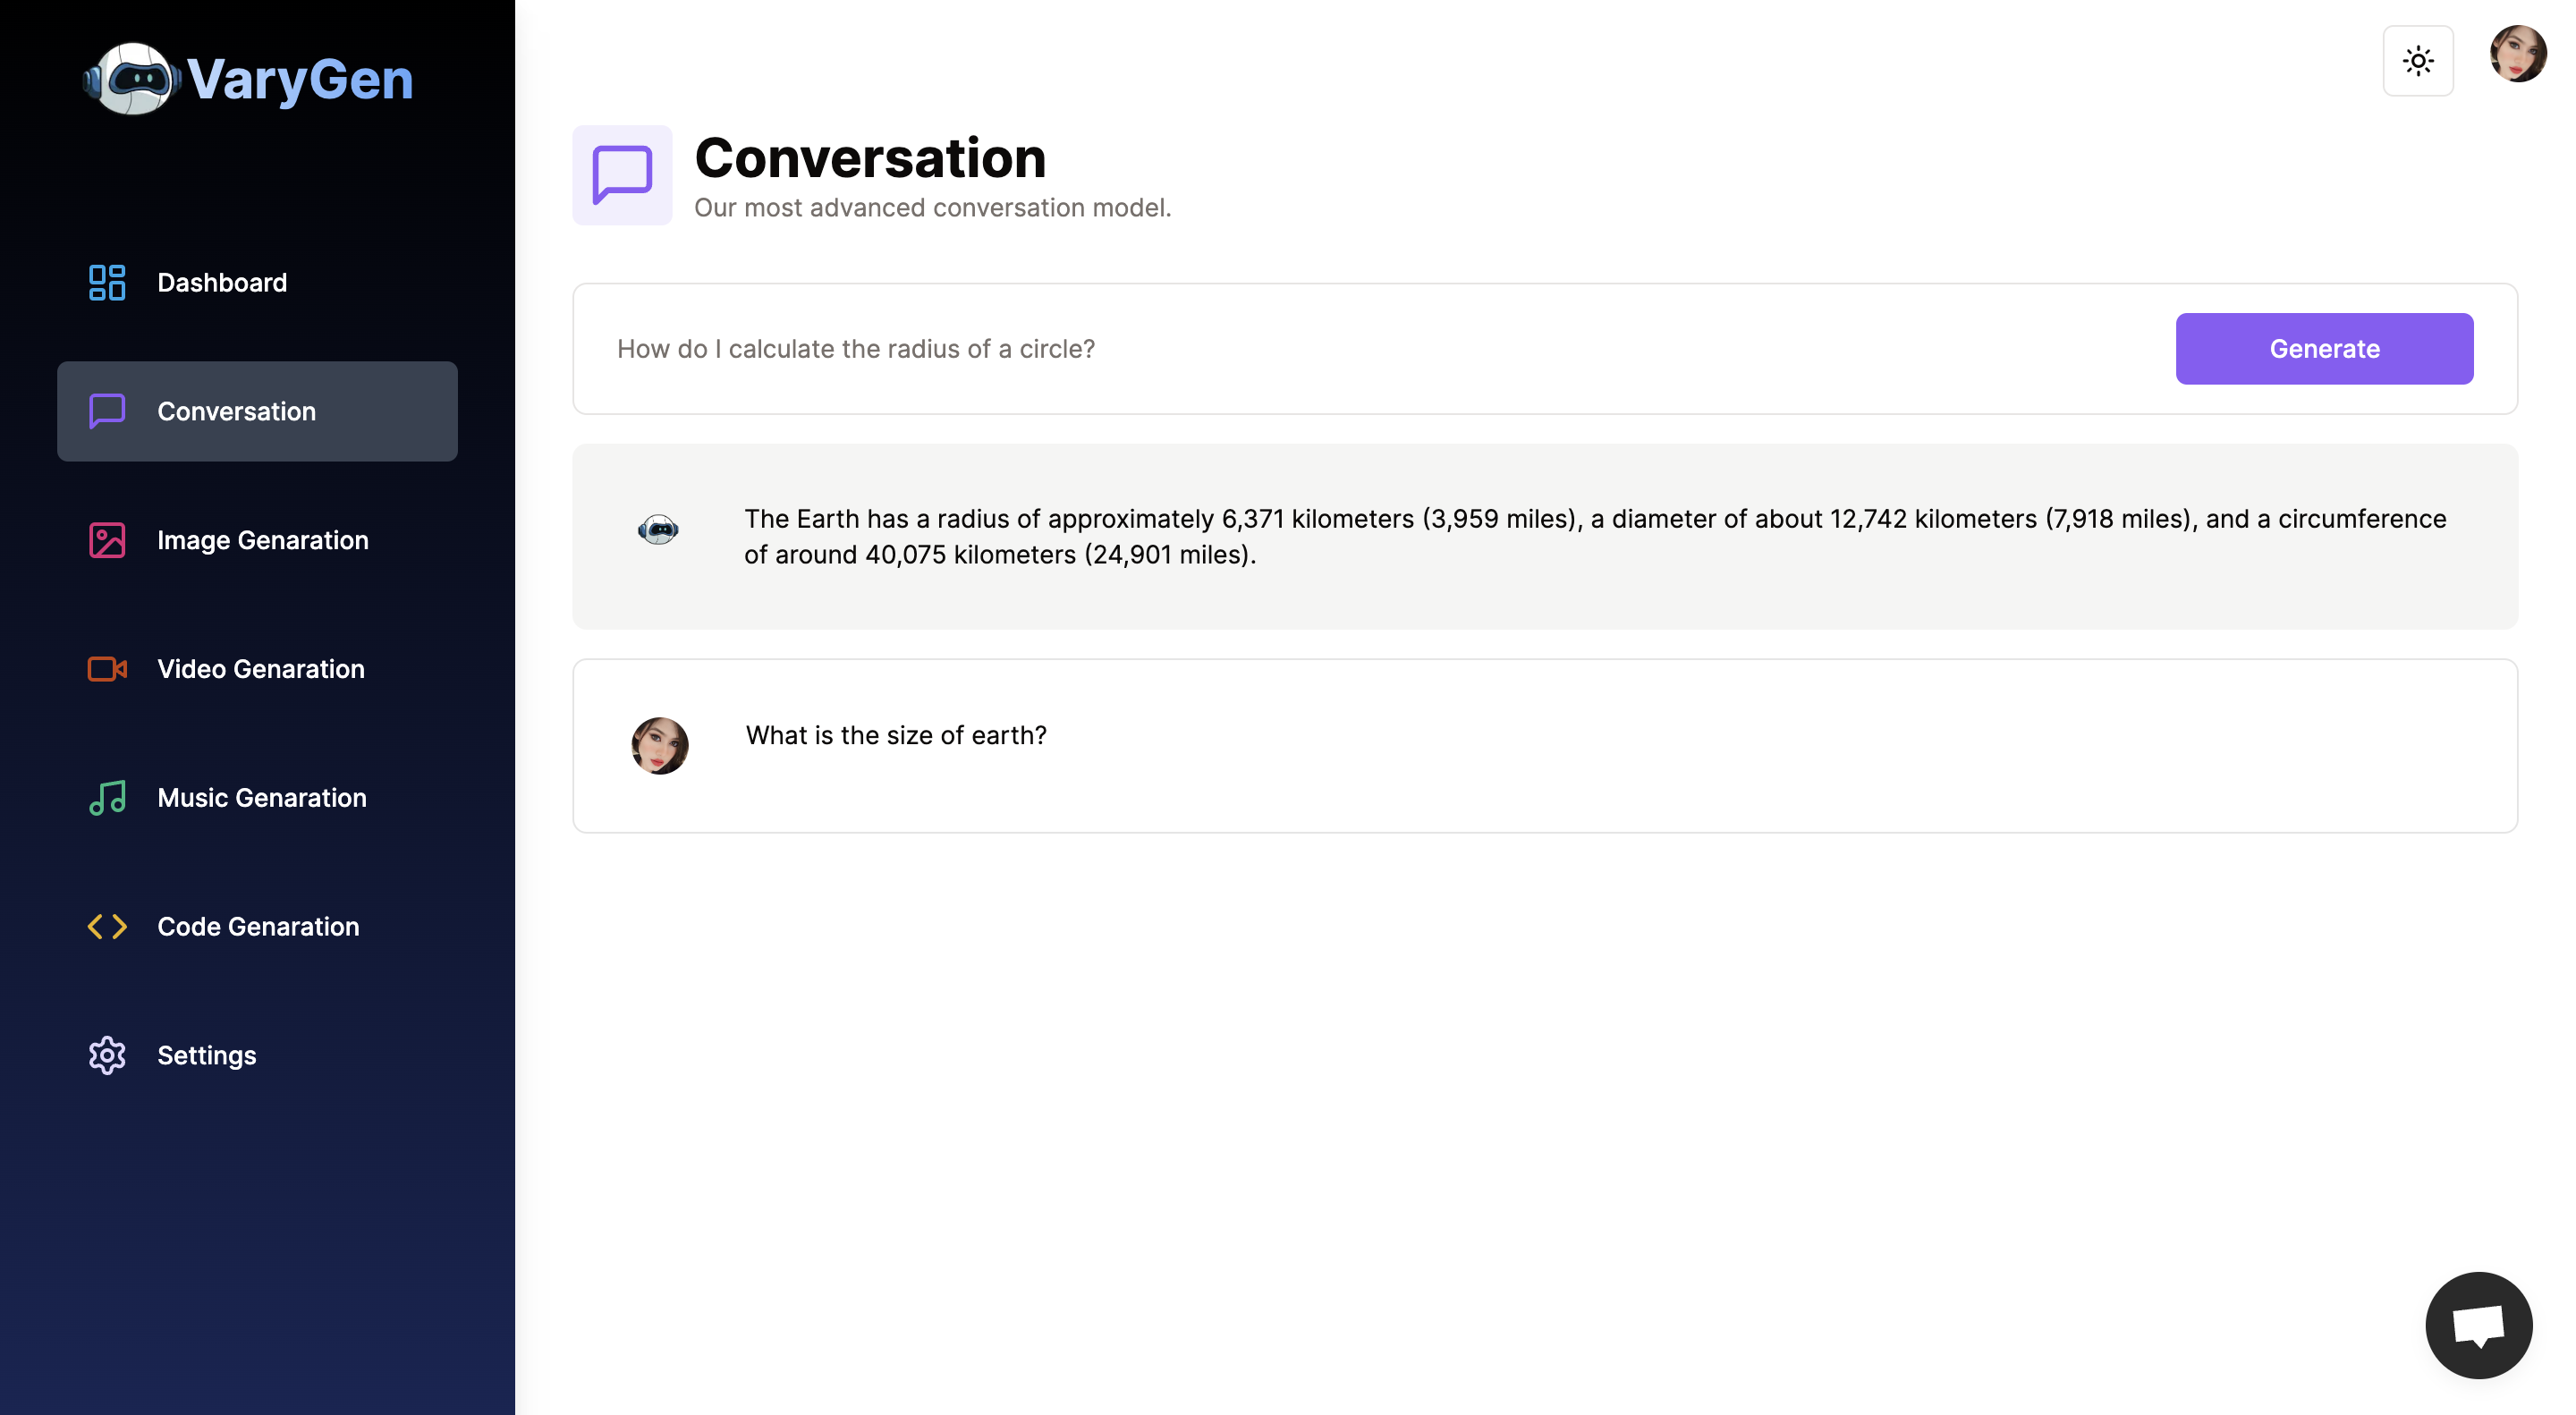 VaryGen
Dashboard
Conversation
Image Genaration
Video Genaration
Music Genaration
Code Genaration
Settings
Conversation
Our most advanced conversation model.
How do I calculate the radius of a circle?
Generate
The Earth has a radius of approximately 6,371 kilometers (3,959 miles), a diameter of about 12,742 kilometers (7,918 miles), and a circumference
of around 40,075 kilometers (24,901 miles).
What is the size of earth?